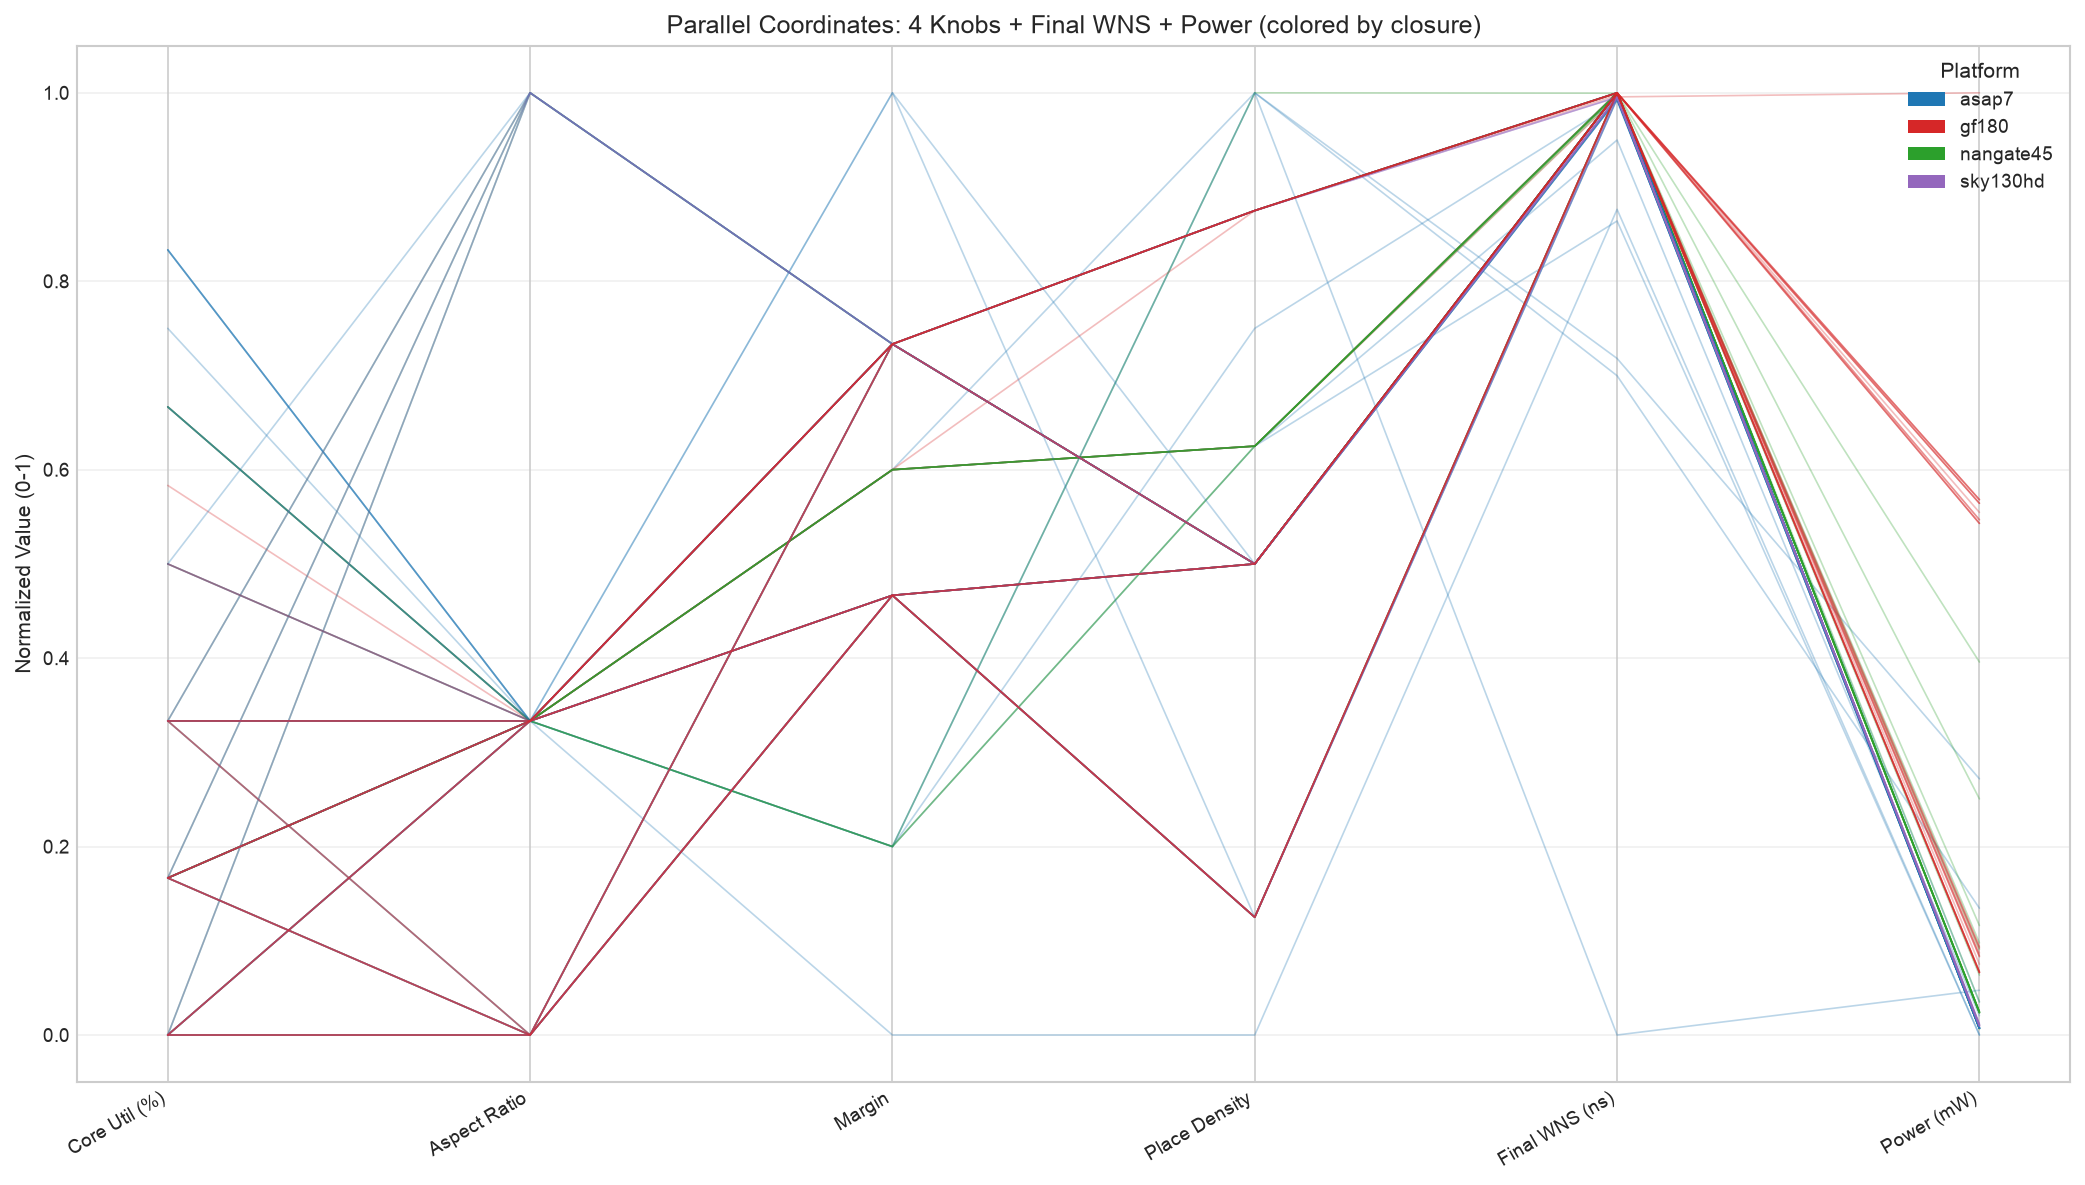 Parallel Coordinates: 4 Knobs + Final WNS + Power (colored by closure)
Platform
asap7
gf180
nangate45
sky130hd
Normalized Value (0-1)
1.0
0.8
0.6
0.4
0.2
0.0
Core Util (%)
Aspect Ratio
Margin
Place Density
Final WNS (ns)
Power (mW)